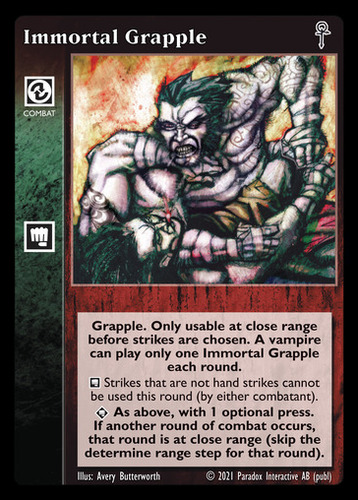 Immortal Grapple
COMBAT
Grapple. Only usable at close range
before strikes are chosen. A vampire
can play only one Immortal Grapple
each round.
Strikes that are not hand strikes cannot
be used this round (by either combatant).
As above, with 1 optional press.
If another round of combat occurs,
that round is at close range (skip the
determine range step for that round).
Illus: Avery Butterworth © 2021 Paradox Interactive AB (publ)